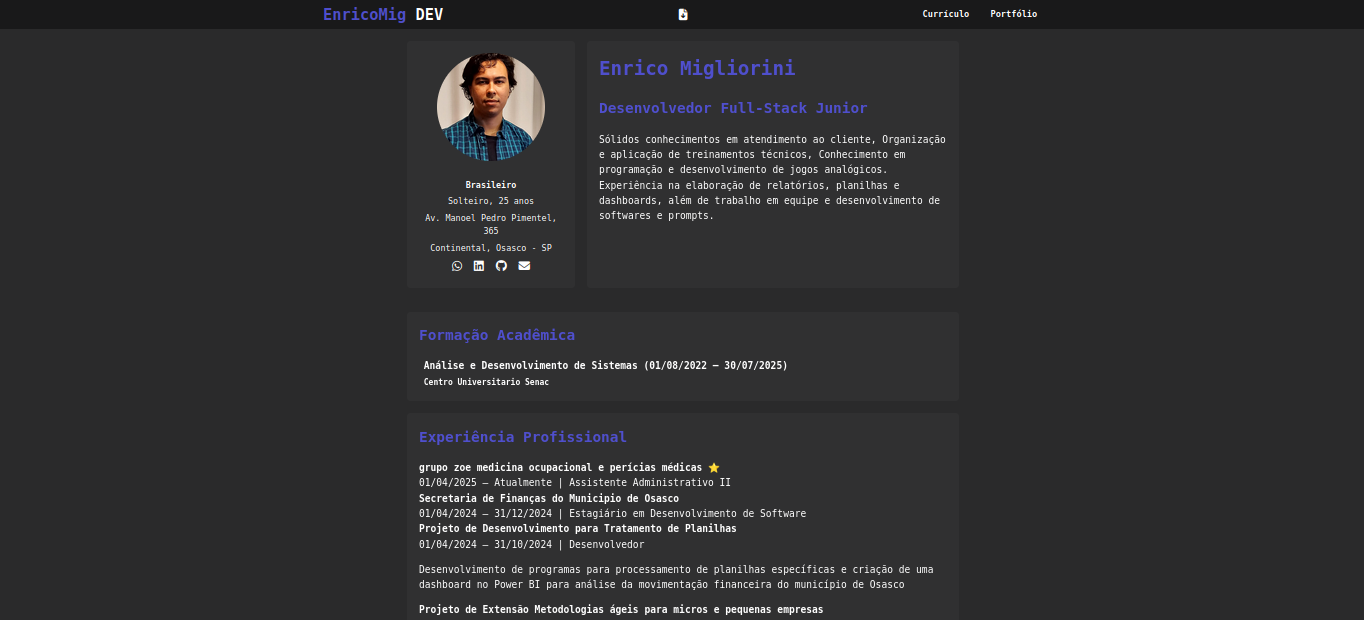 EnricoMig DEV
Currículo
Portfólio
Brasileiro
Solteiro, 25 anos
Av. Manoel Pedro Pimentel,
365
Continental, Osasco - SP
Enrico Migliorini
Desenvolvedor Full-Stack Junior
Sólidos conhecimentos em atendimento ao cliente, Organização
e aplicação de treinamentos técnicos, Conhecimento em
programação e desenvolvimento de jogos analógicos.
Experiência na elaboração de relatórios, planilhas e
dashboards, além de trabalho em equipe e desenvolvimento de
softwares e prompts.
Formação Acadêmica
Análise e Desenvolvimento de Sistemas (01/08/2022 – 30/07/2025)
Centro Universitario Senac
Experiência Profissional
grupo zoe medicina ocupacional e perícias médicas ⭐
01/04/2025 – Atualmente | Assistente Administrativo II
Secretaria de Finanças do Municipio de Osasco
01/04/2024 – 31/12/2024 | Estagiário em Desenvolvimento de Software
Projeto de Desenvolvimento para Tratamento de Planilhas
01/04/2024 – 31/10/2024 | Desenvolvedor
Desenvolvimento de programas para processamento de planilhas específicas e criação de uma
dashboard no Power BI para análise da movimentação financeira do município de Osasco
Projeto de Extensão Metodologias ágeis para micros e pequenas empresas